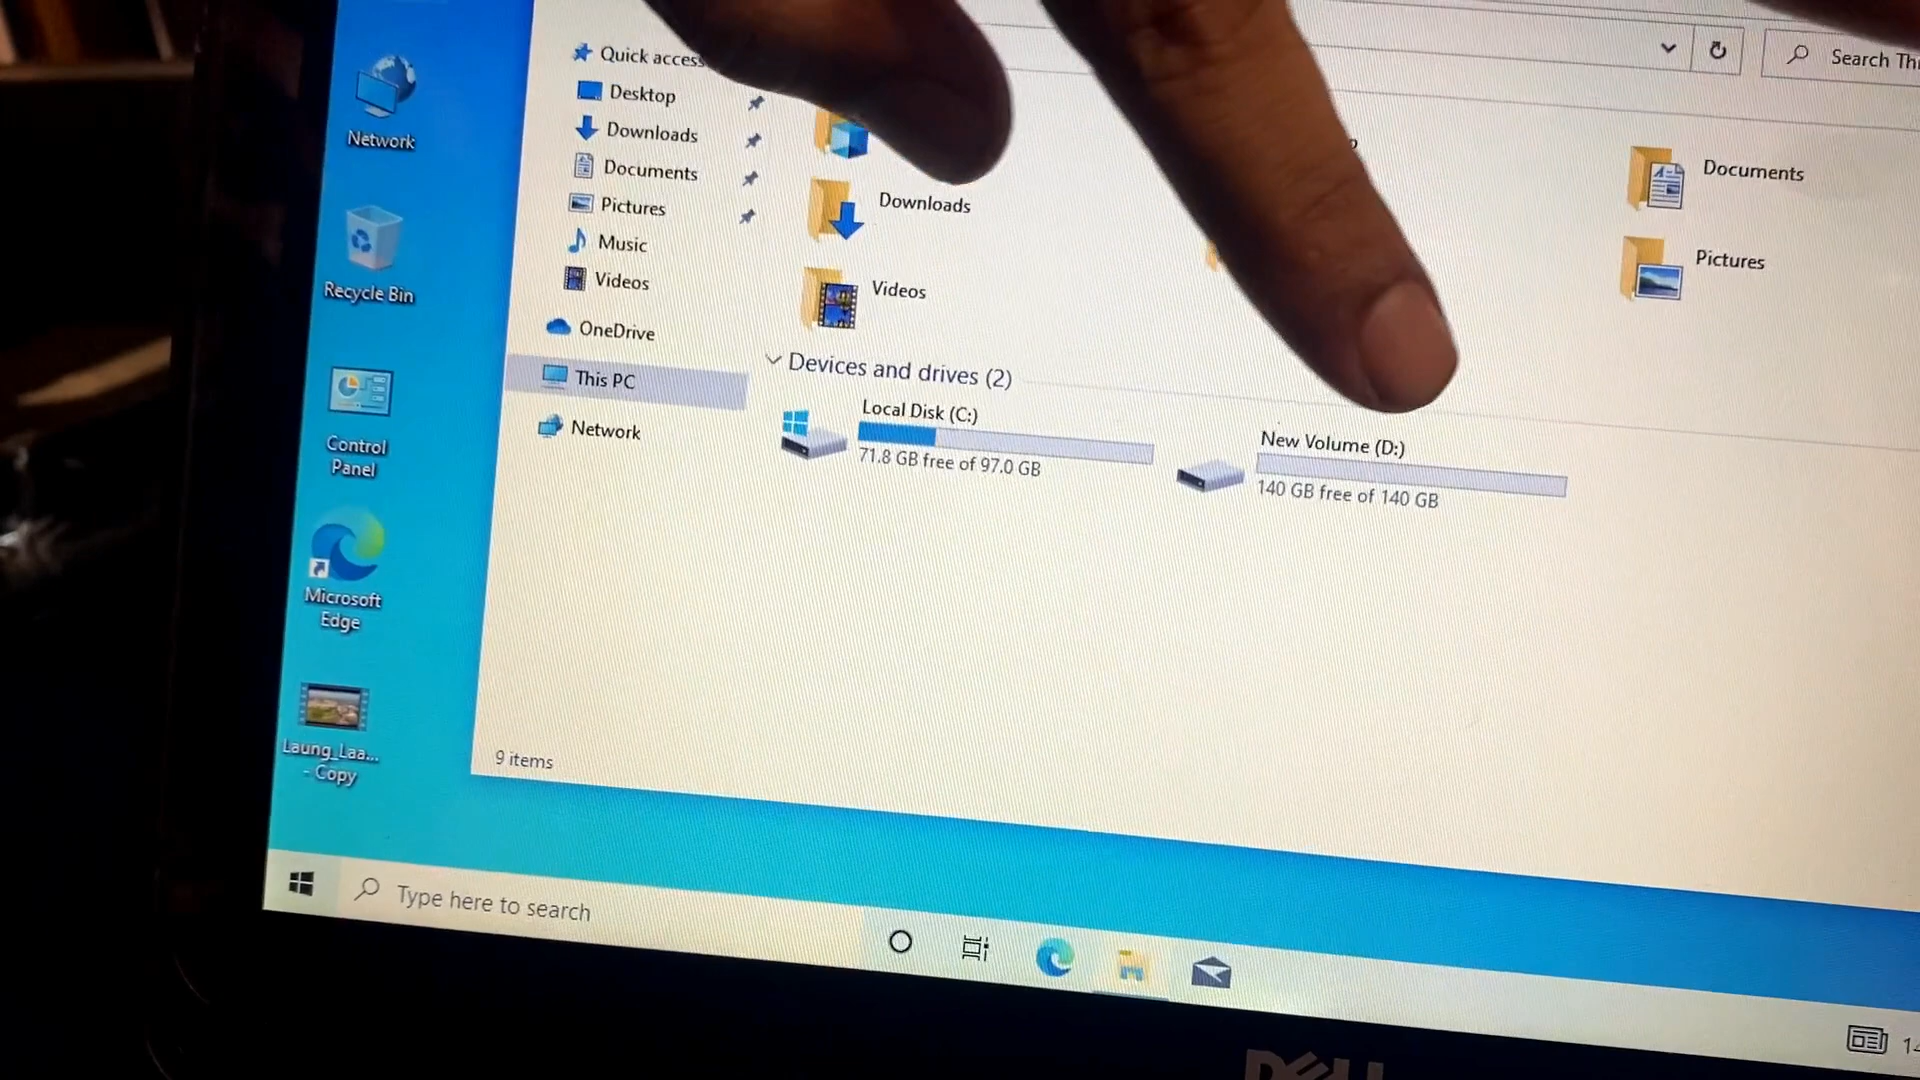 Network
Recycle Bin
Control
Panel
Microsoft
Edge
Laung_Laa...
- Copy
Quick access
Desktop
Downloads
Documents
Pictures
Music
Videos
OneDrive
This PC
Network
Search Thi
Documents
Downloads
Pictures
Videos
Devices and drives (2)
Local Disk (C:)
71.8 GB free of 97.0 GB
New Volume (D:)
140 GB free of 140 GB
9 items
Type here to search
DELL